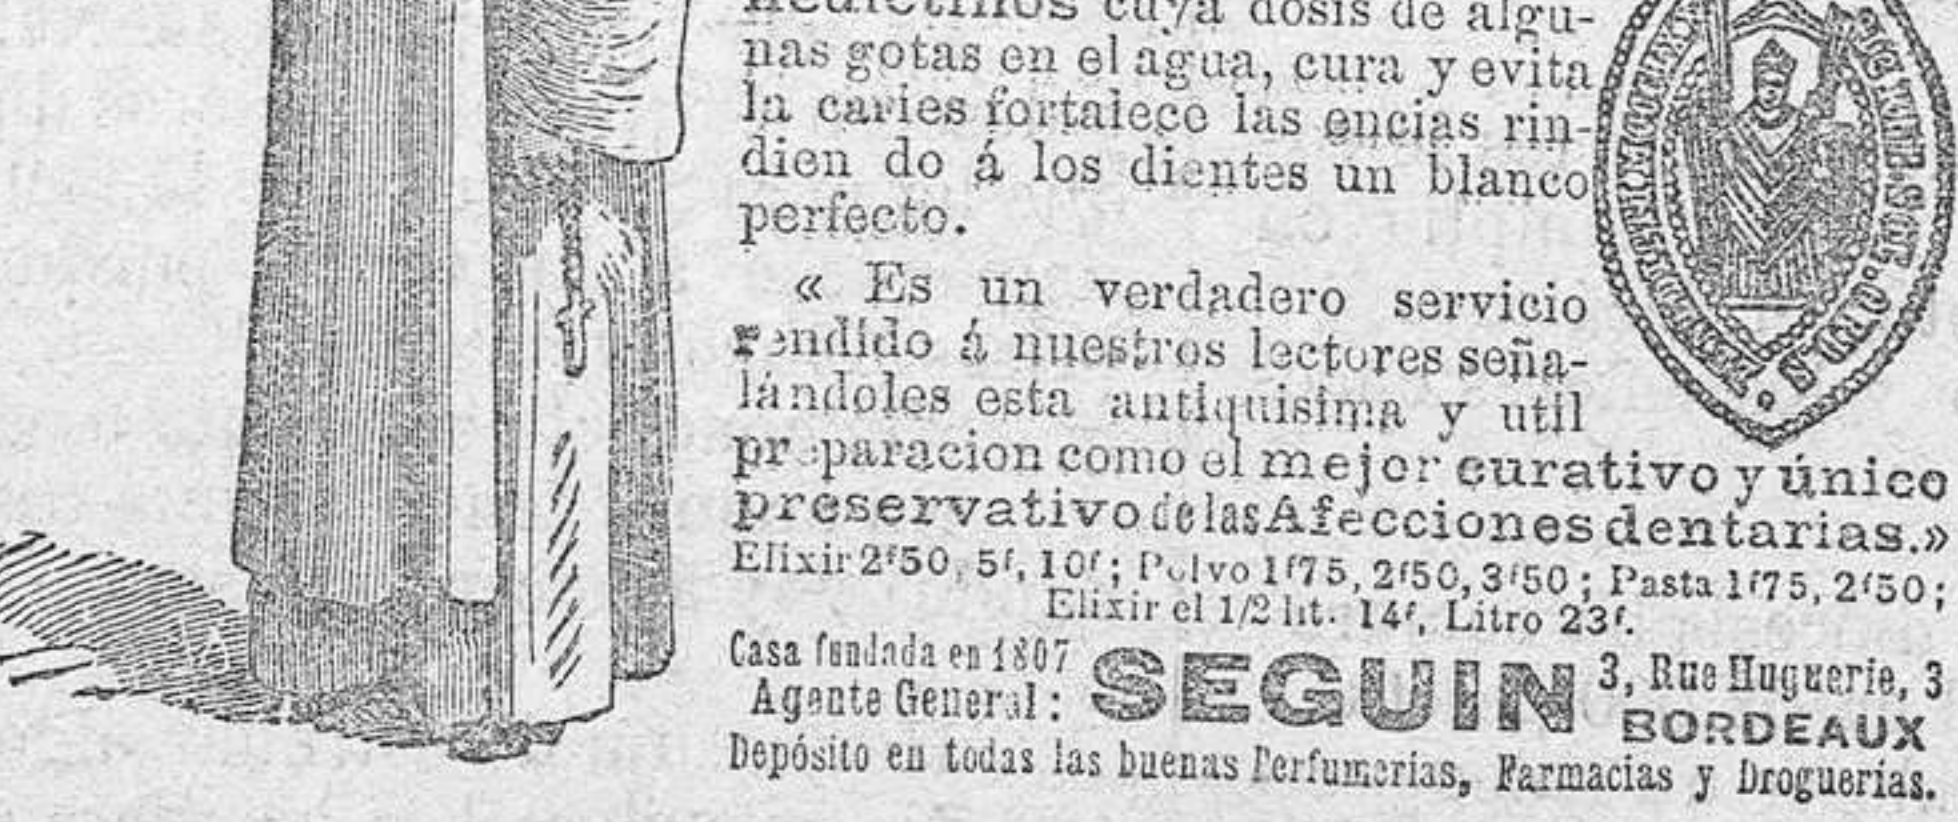 cuya dosis de algu-
nas gotas en el agua, cura y evita
la caries fortalece las encias rin-
dien do á los dientes un blanco
perfecto.
« Es un verdadero servicio
rendido á nuestros lectores seña-
lándoles esta antiquisima y util
preparacion como el mejor curativo y único
preservativo de las Afecciones dentarias.»
Elixir 2ᶠ50, 5ᶠ, 10ᶠ; Polvo 1ᶠ75, 2ᶠ50, 3ᶠ50; Pasta 1ᶠ75, 2ᶠ50;
Elixir el 1/2 lit. 14ᶠ, Litro 23ᶠ.
Casa fundada en 1807
Agente General:
SEGUIN
3, Rue Huguerie, 3
BORDEAUX
Depósito en todas las buenas Perfumerias, Farmacias y Droguerias.